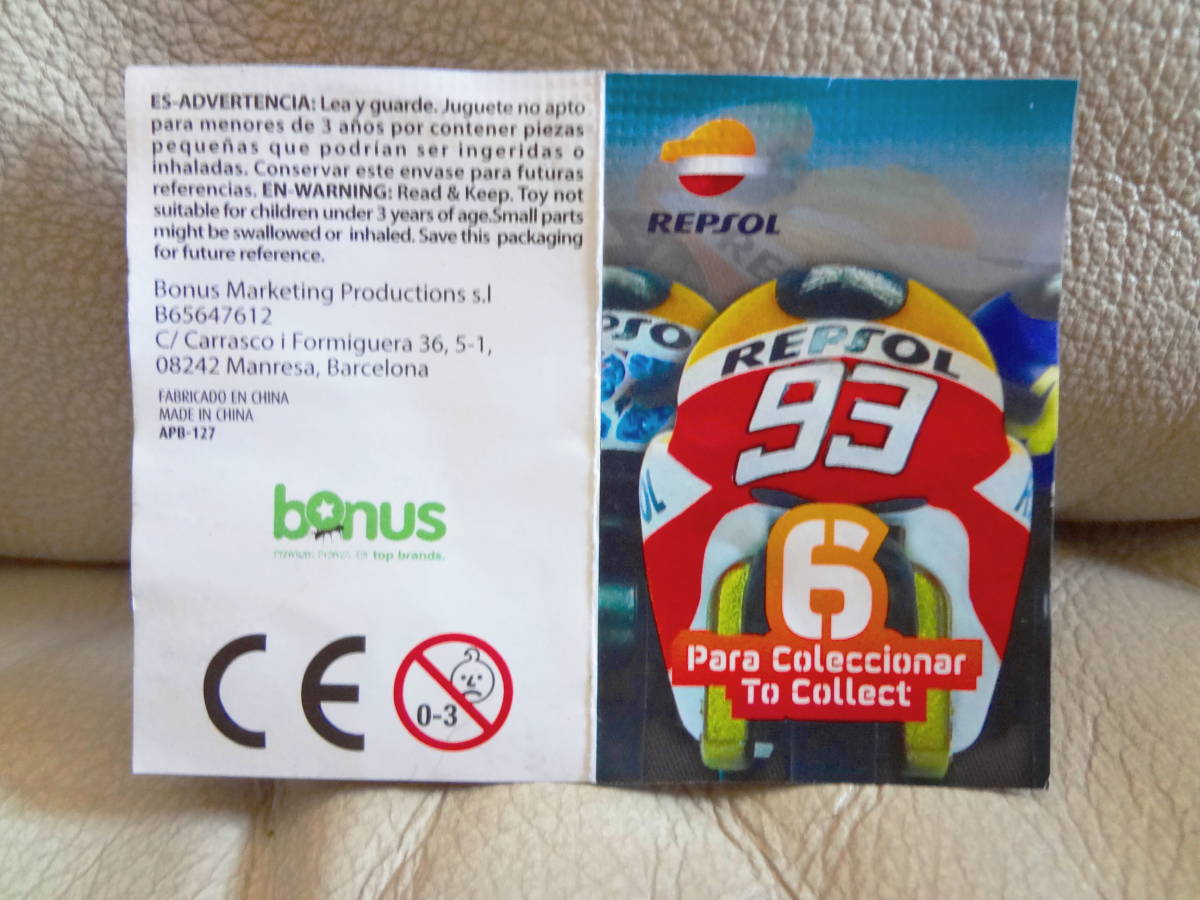 ES-ADVERTENCIA: Lea y guarde. Juguete no apto
para menores de 3 años por contener piezas
pequeñas que podrían ser ingeridas o
inhaladas. Conservar este envase para futuras
referencias. EN-WARNING: Read & Keep. Toy not
suitable for children under 3 years of age.Small parts
might be swallowed or inhaled. Save this packaging
for future reference.
Bonus Marketing Productions s.l
B65647612
C/ Carrasco i Formiguera 36, 5-1,
08242 Manresa, Barcelona
FABRICADO EN CHINA
MADE IN CHINA
APB-127
bonus
Premium Promos for top brands.
CE
0-3
REPSOL
REPSOL
93
6
Para Coleccionar
To Collect